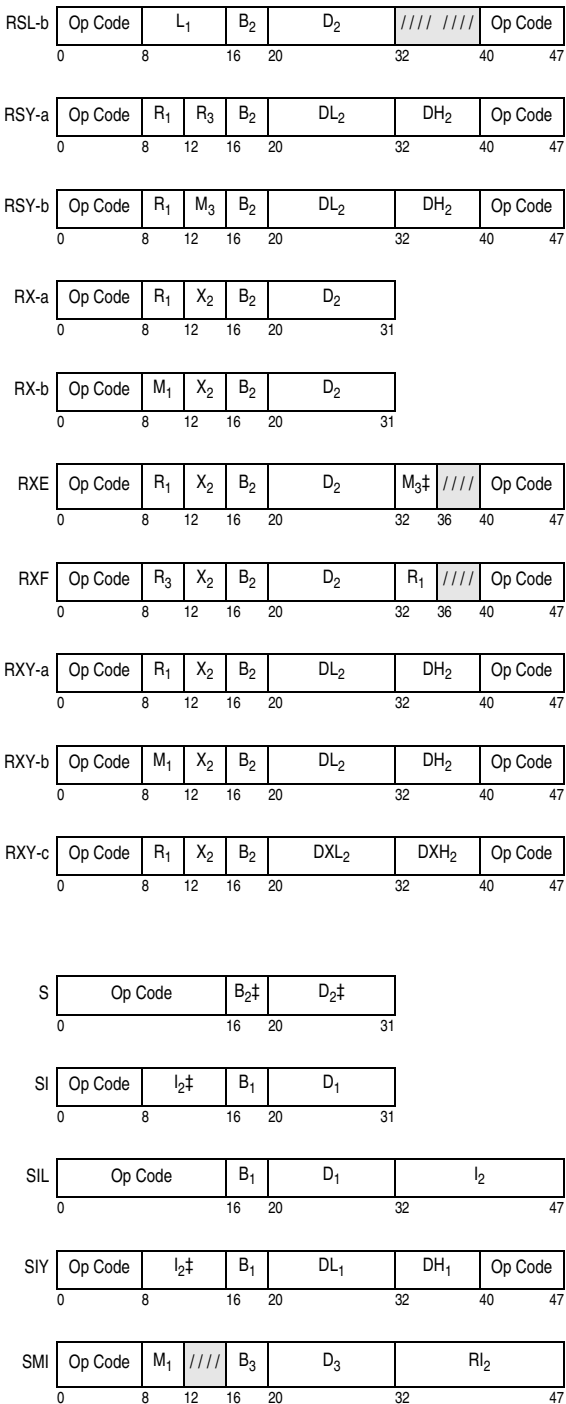 RSL-b Op Code L₁ B₂ D₂ //// //// Op Code
0 8 16 20 32 40 47
RSY-a Op Code R₁ R₃ B₂ DL₂ DH₂ Op Code
0 8 12 16 20 32 40 47
RSY-b Op Code R₁ M₃ B₂ DL₂ DH₂ Op Code
0 8 12 16 20 32 40 47
RX-a Op Code R₁ X₂ B₂ D₂
0 8 12 16 20 31
RX-b Op Code M₁ X₂ B₂ D₂
0 8 12 16 20 31
RXE Op Code R₁ X₂ B₂ D₂ M₃‡ //// Op Code
0 8 12 16 20 32 36 40 47
RXF Op Code R₃ X₂ B₂ D₂ R₁ //// Op Code
0 8 12 16 20 32 36 40 47
RXY-a Op Code R₁ X₂ B₂ DL₂ DH₂ Op Code
0 8 12 16 20 32 40 47
RXY-b Op Code M₁ X₂ B₂ DL₂ DH₂ Op Code
0 8 12 16 20 32 40 47
RXY-c Op Code R₁ X₂ B₂ DXL₂ DXH₂ Op Code
0 8 12 16 20 32 40 47
S Op Code B₂‡ D₂‡
0 16 20 31
SI Op Code I₂‡ B₁ D₁
0 8 16 20 31
SIL Op Code B₁ D₁ I₂
0 16 20 32 47
SIY Op Code I₂‡ B₁ DL₁ DH₁ Op Code
0 8 16 20 32 40 47
SMI Op Code M₁ //// B₃ D₃ RI₂
0 8 12 16 20 32 47